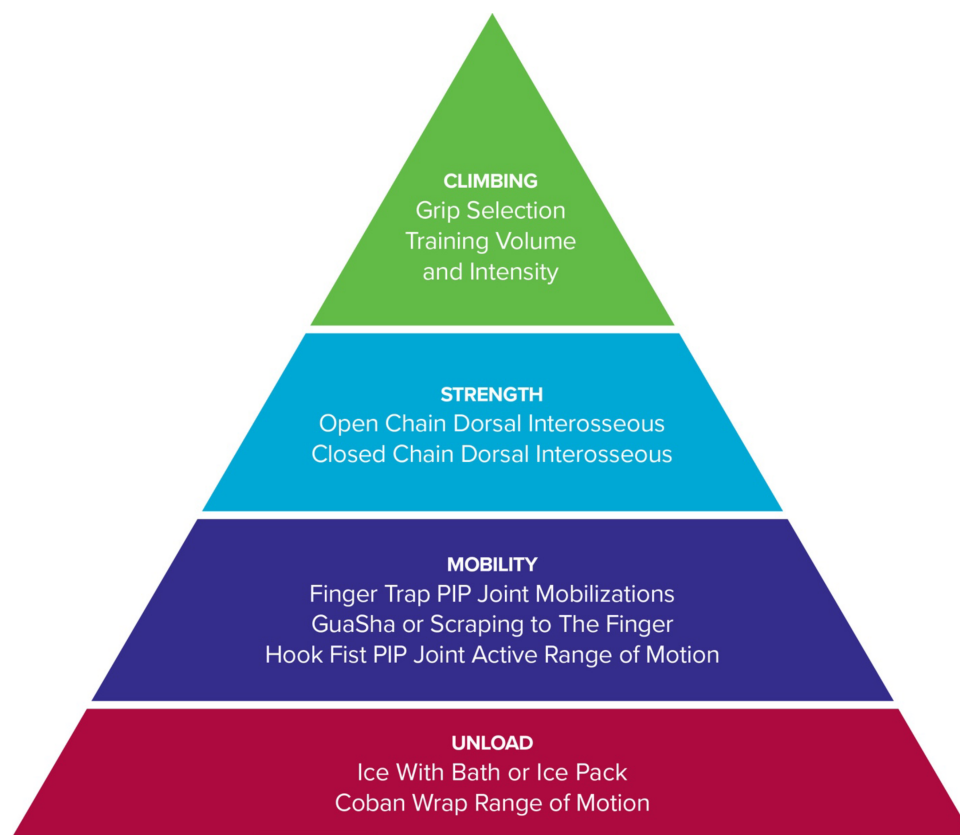 CLIMBING
Grip Selection
Training Volume
and Intensity
STRENGTH
Open Chain Dorsal Interosseous
Closed Chain Dorsal Interosseous
MOBILITY
Finger Trap PIP Joint Mobilizations
GuaSha or Scraping to The Finger
Hook Fist PIP Joint Active Range of Motion
UNLOAD
Ice With Bath or Ice Pack
Coban Wrap Range of Motion